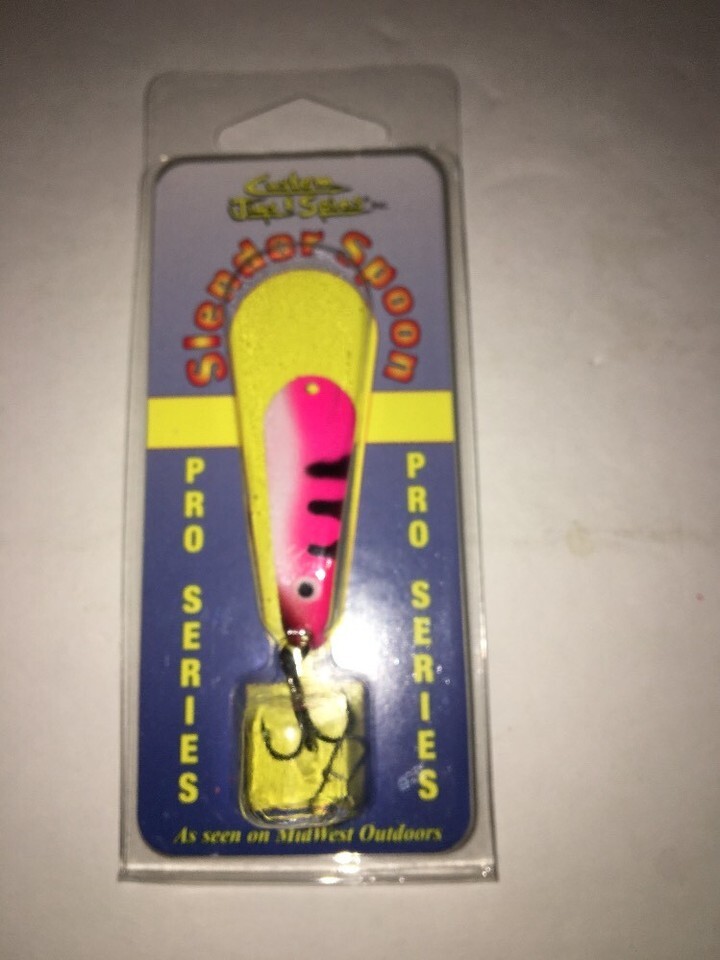 Custom
Jigs & Spins
Slender Spoon
PRO SERIES
PRO SERIES
As seen on MidWest Outdoors